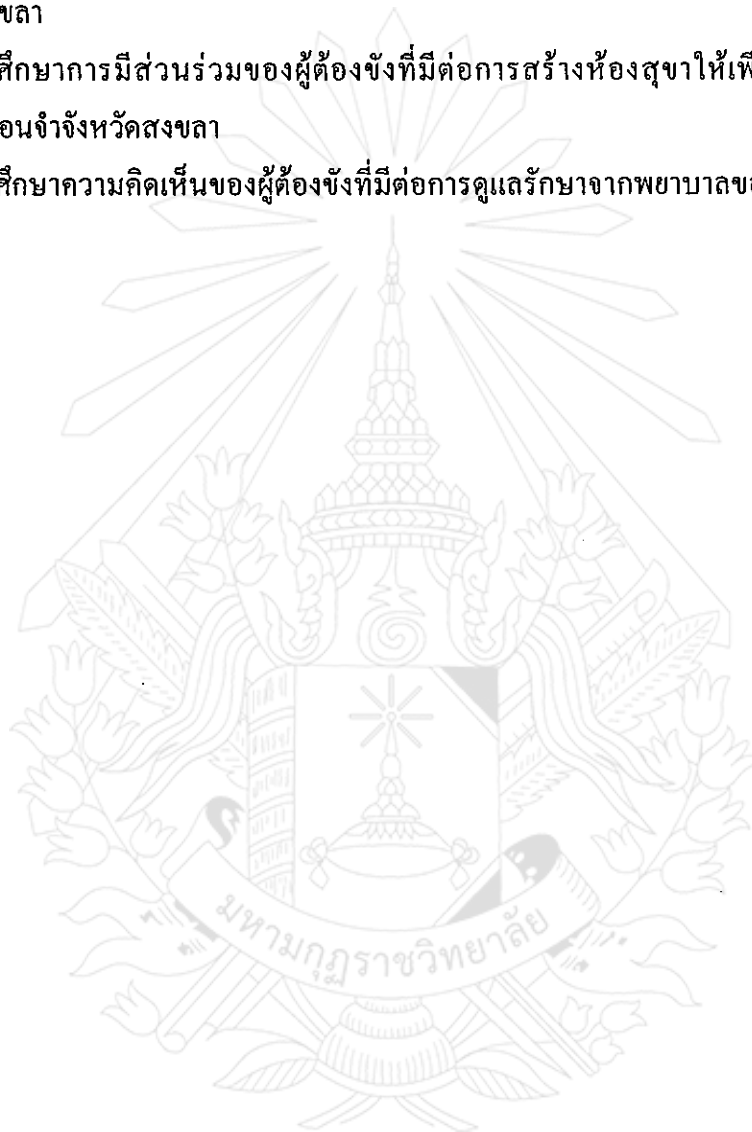 ขลา
ศึกษาการมีส่วนร่วมของผู้ต้องขังที่มีต่อการสร้างห้องสุขาให้เพี
อนจำจังหวัดสงขลา
ศึกษาความคิดเห็นของผู้ต้องขังที่มีต่อการดูแลรักษาจากพยาบาลขอ
มหามกุฏราชวิทยาลัย